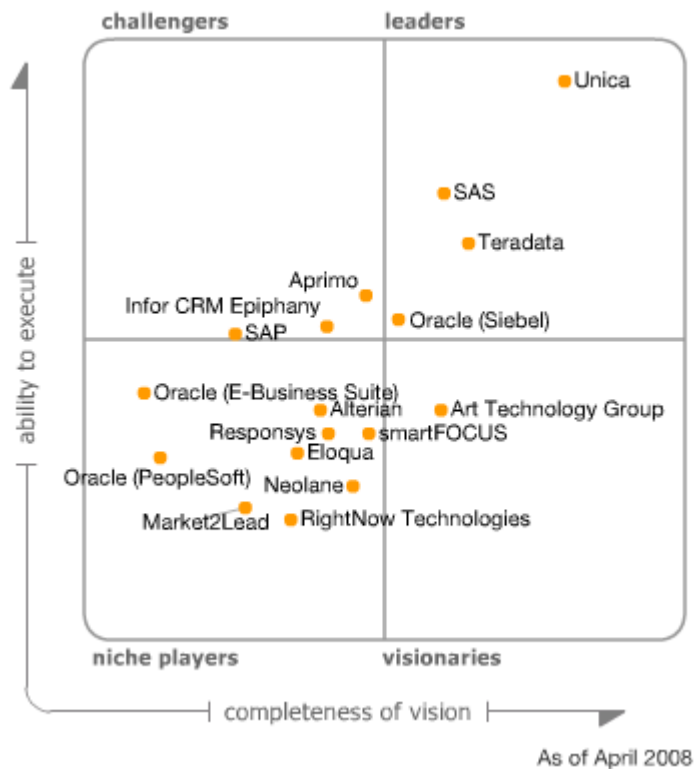 challengers
leaders
Unica
SAS
Teradata
Aprimo
Infor CRM Epiphany
Oracle (Siebel)
SAP
ability to execute
Oracle (E-Business Suite)
Alterian
Art Technology Group
Responsys
smartFOCUS
Eloqua
Oracle (PeopleSoft)
Neolane
Market2Lead
RightNow Technologies
niche players
visionaries
completeness of vision
As of April 2008